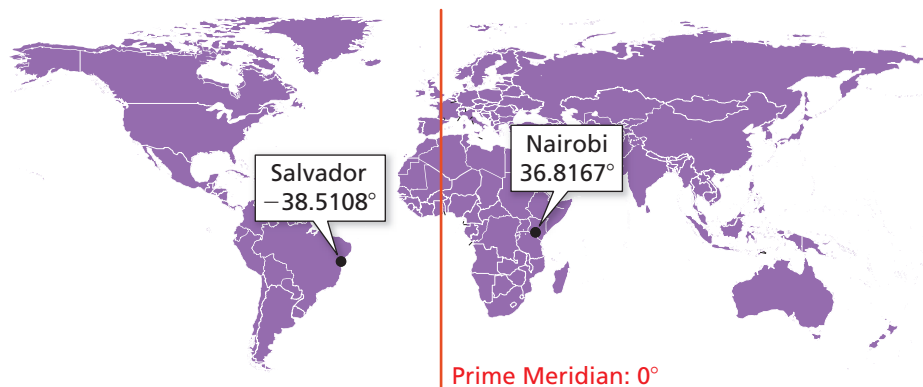 Salvador
−38.5108°
Nairobi
36.8167°
Prime Meridian: 0°